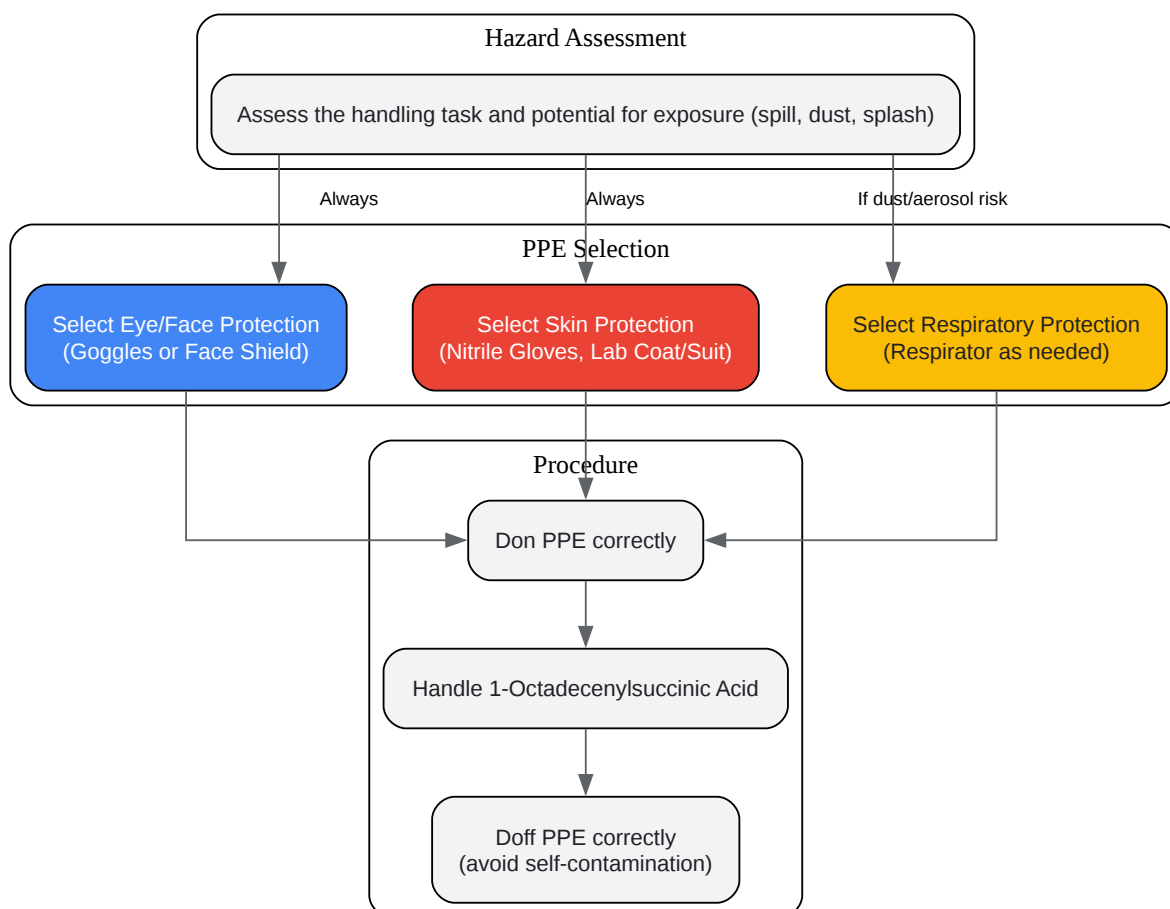 Hazard Assessment
Assess the handling task and potential for exposure (spill, dust, splash)
Always
Always
If dust/aerosol risk
PPE Selection
Select Eye/Face Protection
(Goggles or Face Shield)
Select Skin Protection
(Nitrile Gloves, Lab Coat/Suit)
Select Respiratory Protection
(Respirator as needed)
Procedure
Don PPE correctly
Handle 1-Octadecenylsuccinic Acid
Doff PPE correctly
(avoid self-contamination)